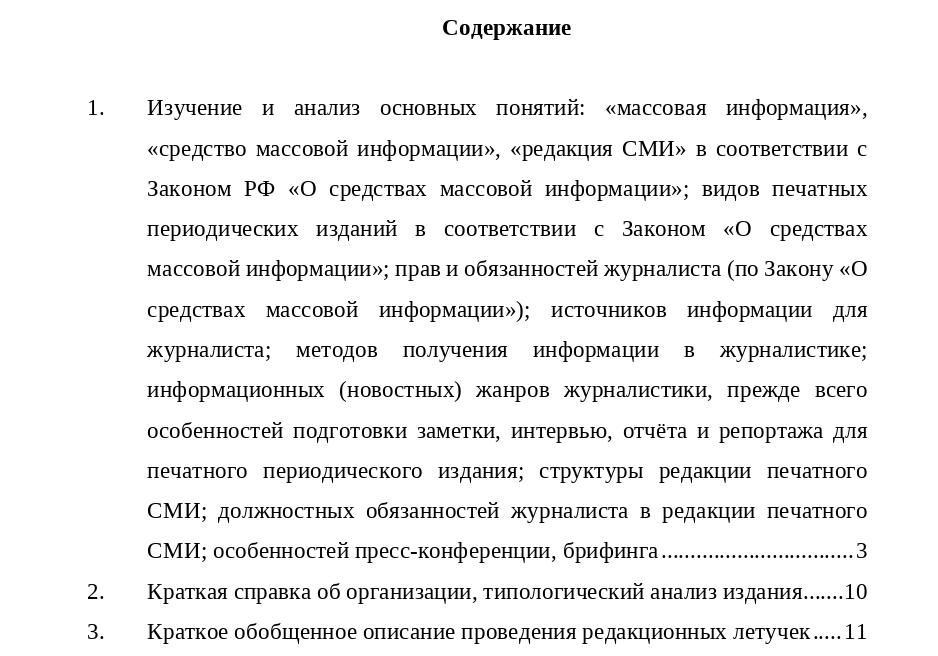 Содержание
1. Изучение и анализ основных понятий: «массовая информация»,
«средство массовой информации», «редакция СМИ» в соответствии с
Законом РФ «О средствах массовой информации»; видов печатных
периодических изданий в соответствии с Законом «О средствах
массовой информации»; прав и обязанностей журналиста (по Закону «О
средствах массовой информации»); источников информации для
журналиста; методов получения информации в журналистике;
информационных (новостных) жанров журналистики, прежде всего
особенностей подготовки заметки, интервью, отчёта и репортажа для
печатного периодического издания; структуры редакции печатного
СМИ; должностных обязанностей журналиста в редакции печатного
СМИ; особенностей пресс-конференции, брифинга.................................3
2. Краткая справка об организации, типологический анализ издания.......10
3. Краткое обобщенное описание проведения редакционных летучек.....11